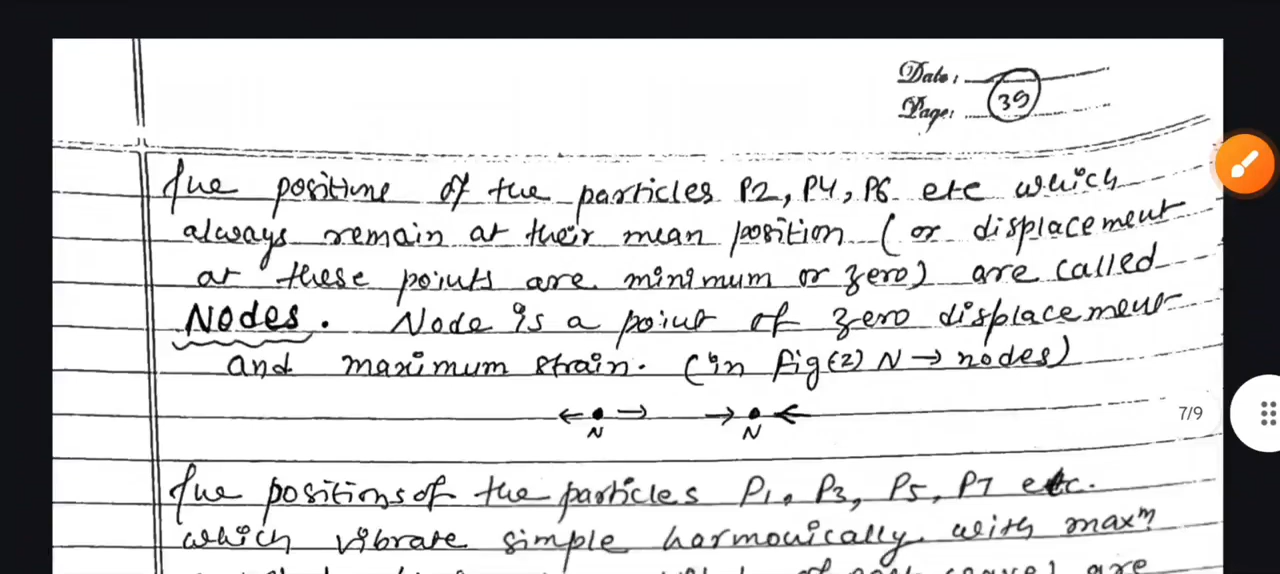 Date:
Page: 39
The positions of the particles P2, P4, P6 etc which
always remain at their mean position (or displacement
at these points are minimum or zero) are called
Nodes. Node is a point of zero displacement
and maximum strain. (in fig(2) N → nodes)
← • → → • ←
N N
7/9
The positions of the particles P1, P3, P5, P7 etc.
which vibrate simple harmonically with maxm
are